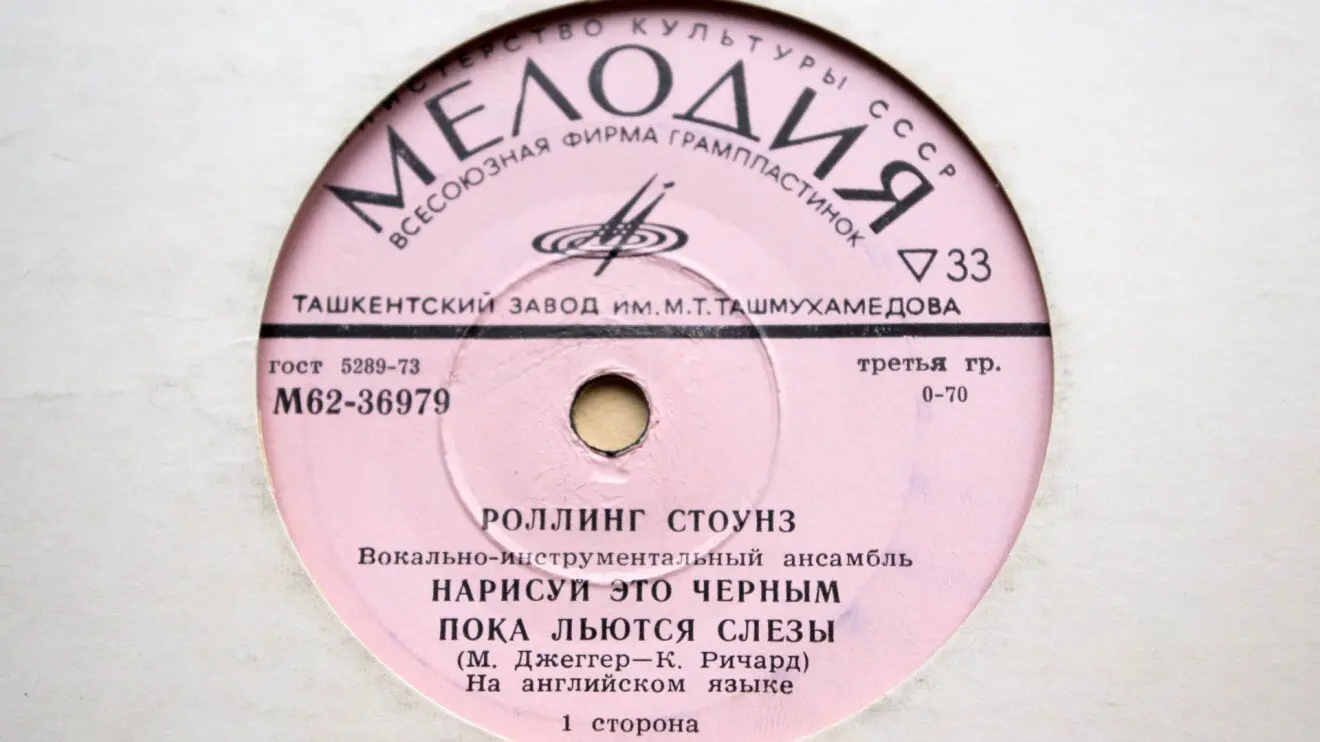 МИНИСТЕРСТВО КУЛЬТУРЫ СССР
МЕЛОДИЯ
ВСЕСОЮЗНАЯ ФИРМА ГРАМПЛАСТИНОК
▽33
ТАШКЕНТСКИЙ ЗАВОД ИМ. М.Т. ТАШМУХАМЕДОВА
гост 5289-73
третья гр.
М62-36979
0-70
РОЛЛИНГ СТОУНЗ
Вокально-инструментальный ансамбль
НАРИСУЙ ЭТО ЧЕРНЫМ
ПОКА ЛЬЮТСЯ СЛЕЗЫ
(М. Джеггер—К. Ричард)
На английском языке
1 сторона